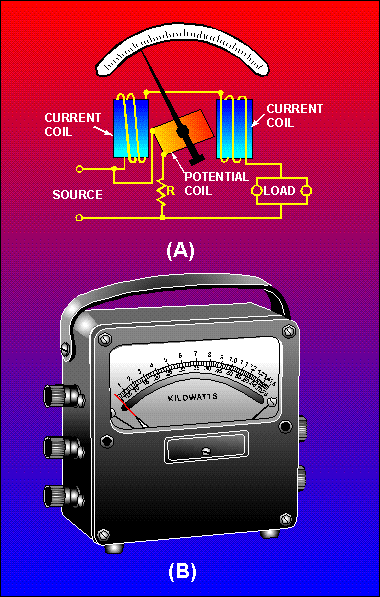 CURRENT
COIL
CURRENT
COIL
POTENTIAL
COIL
SOURCE
R
LOAD
(A)
KILOWATTS
(B)